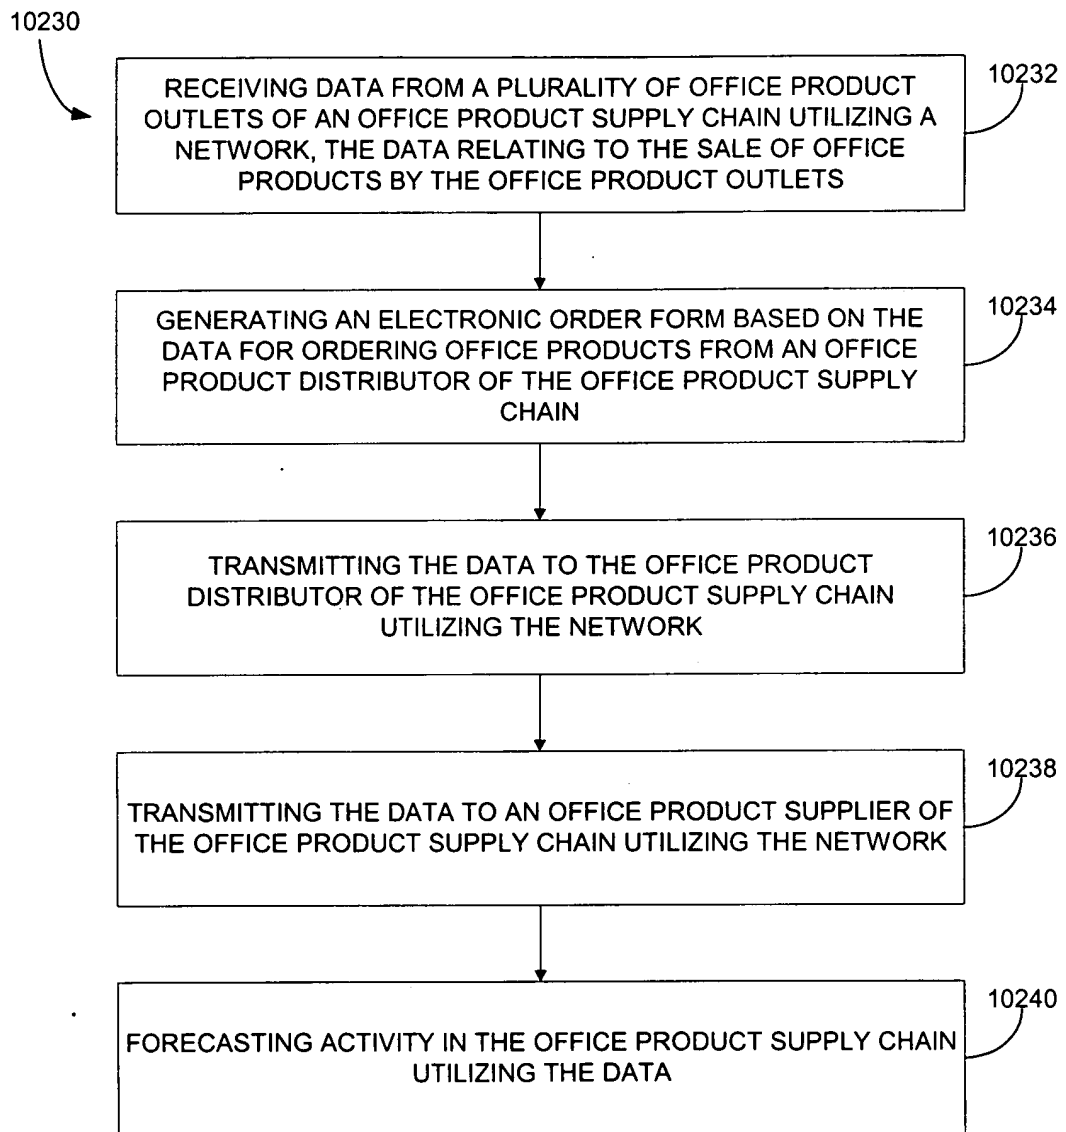 10230
10232
RECEIVING DATA FROM A PLURALITY OF OFFICE PRODUCT
OUTLETS OF AN OFFICE PRODUCT SUPPLY CHAIN UTILIZING A
NETWORK, THE DATA RELATING TO THE SALE OF OFFICE
PRODUCTS BY THE OFFICE PRODUCT OUTLETS
10234
GENERATING AN ELECTRONIC ORDER FORM BASED ON THE
DATA FOR ORDERING OFFICE PRODUCTS FROM AN OFFICE
PRODUCT DISTRIBUTOR OF THE OFFICE PRODUCT SUPPLY
CHAIN
10236
TRANSMITTING THE DATA TO THE OFFICE PRODUCT
DISTRIBUTOR OF THE OFFICE PRODUCT SUPPLY CHAIN
UTILIZING THE NETWORK
10238
TRANSMITTING THE DATA TO AN OFFICE PRODUCT SUPPLIER OF
THE OFFICE PRODUCT SUPPLY CHAIN UTILIZING THE NETWORK
10240
FORECASTING ACTIVITY IN THE OFFICE PRODUCT SUPPLY CHAIN
UTILIZING THE DATA